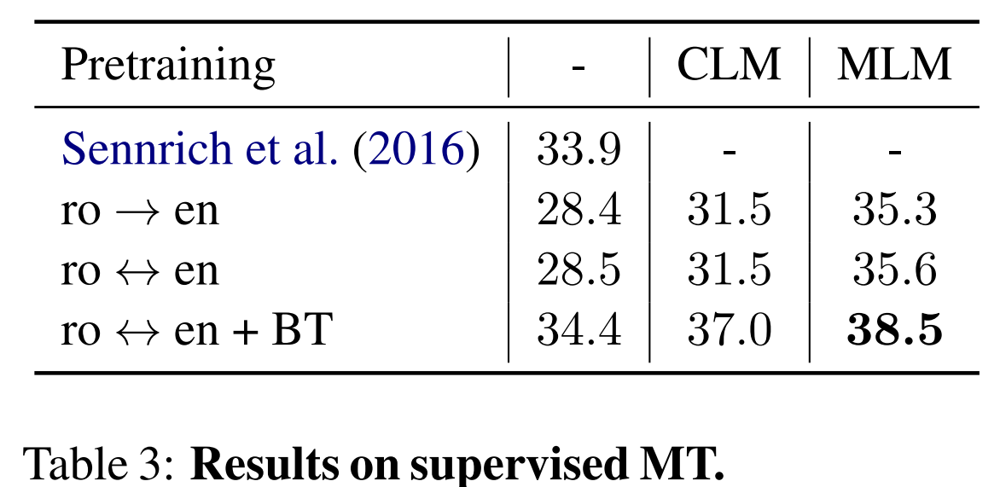 Pretraining - CLM MLM
Sennrich et al. (2016) 33.9 - -
ro → en 28.4 31.5 35.3
ro ↔ en 28.5 31.5 35.6
ro ↔ en + BT 34.4 37.0 38.5
Table 3: Results on supervised MT.